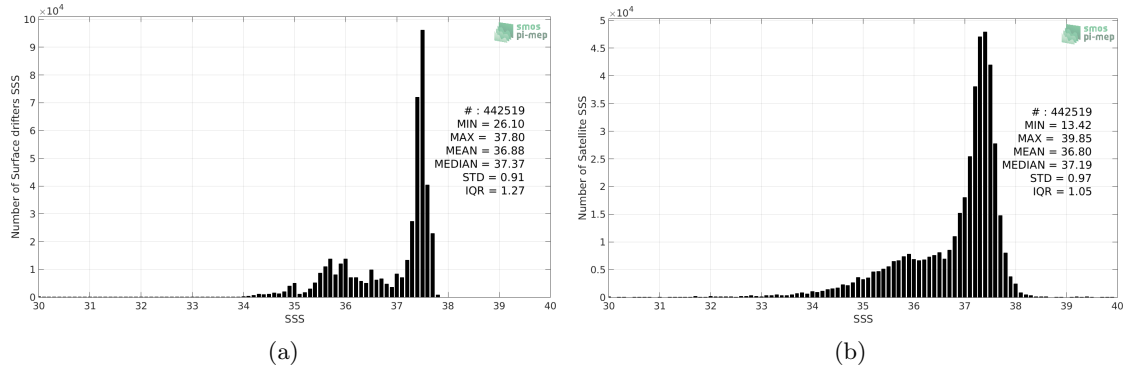 ×10⁴
10
9
8
7
6
5
4
3
2
1
0
30 31 32 33 34 35 36 37 38 39 40
SSS
Number of Surface drifters SSS
smos
pi-mep
# : 442519
MIN = 26.10
MAX = 37.80
MEAN = 36.88
MEDIAN = 37.37
STD = 0.91
IQR = 1.27
(a)
×10⁴
5
4.5
4
3.5
3
2.5
2
1.5
1
0.5
0
30 31 32 33 34 35 36 37 38 39 40
SSS
Number of Satellite SSS
smos
pi-mep
# : 442519
MIN = 13.42
MAX = 39.85
MEAN = 36.80
MEDIAN = 37.19
STD = 0.97
IQR = 1.05
(b)